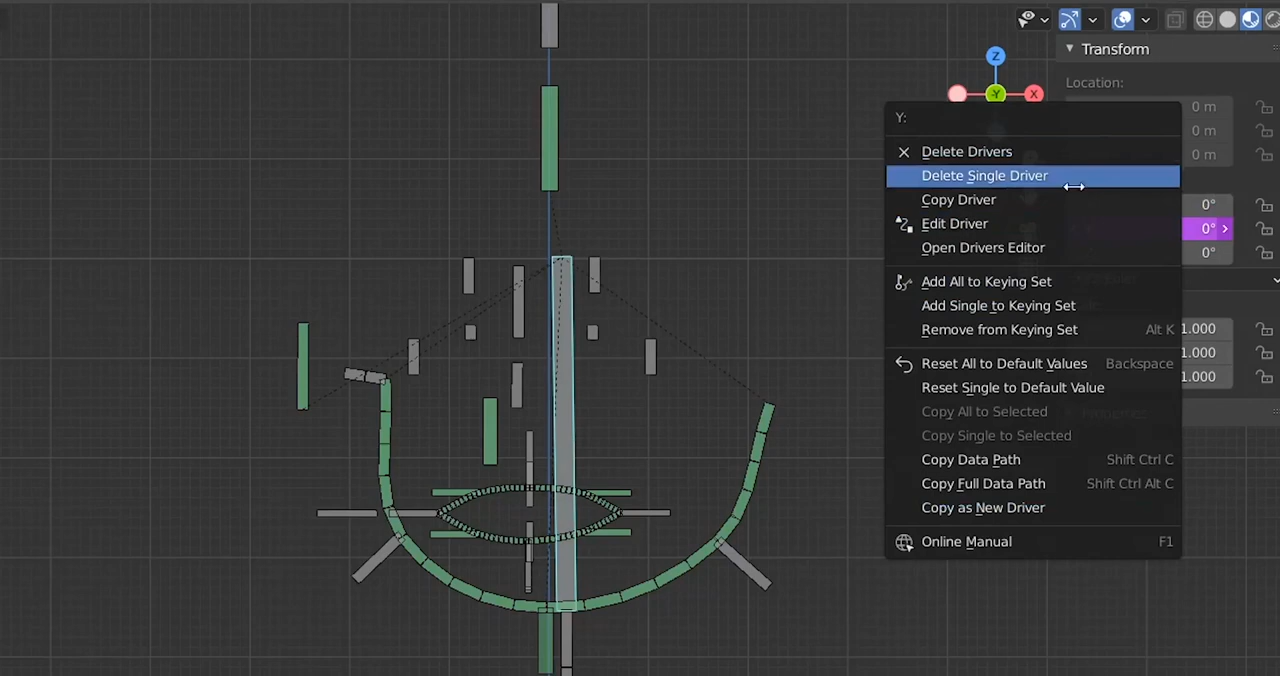 Transform
Z
Location:
Y
X
0 m
Y:
0 m
Delete Drivers
0 m
Delete Single Driver
Copy Driver
0°
Edit Driver
0°
Open Drivers Editor
0°
Add All to Keying Set
Add Single to Keying Set
Remove from Keying Set Alt K
1.000
1.000
Reset All to Default Values Backspace
1.000
Reset Single to Default Value
Copy All to Selected
Copy Single to Selected
Copy Data Path Shift Ctrl C
Copy Full Data Path Shift Ctrl Alt C
Copy as New Driver
Online Manual F1